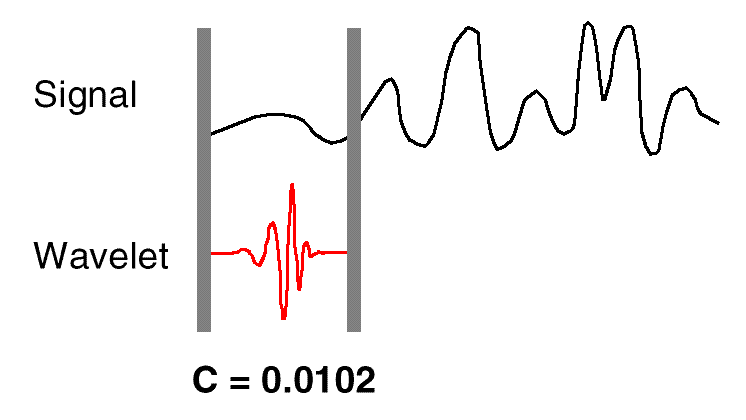 Signal
Wavelet
C = 0.0102